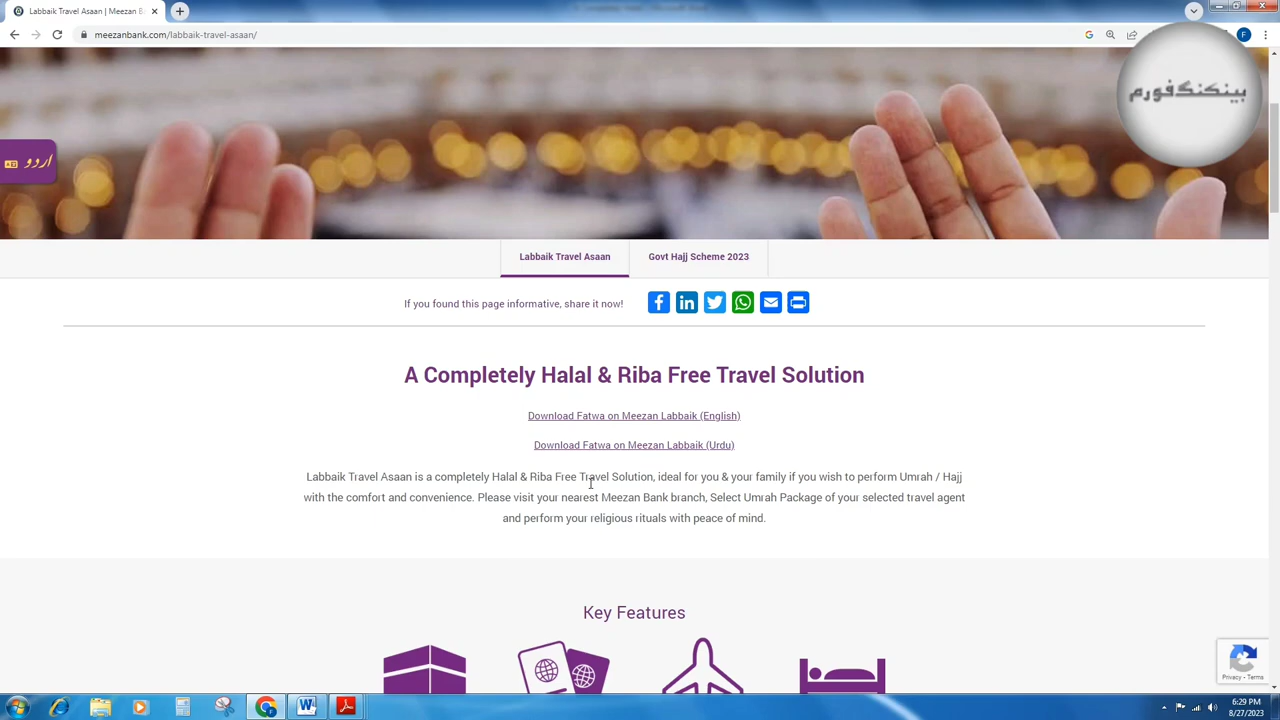 Labbaik Travel Asaan | Meezan B
meezanbank.com/labbaik-travel-asaan/
F
بینکنگ فورم
اردو
Labbaik Travel Asaan
Govt Hajj Scheme 2023
If you found this page informative, share it now!
A Completely Halal & Riba Free Travel Solution
Download Fatwa on Meezan Labbaik (English)
Download Fatwa on Meezan Labbaik (Urdu)
Labbaik Travel Asaan is a completely Halal & Riba Free Travel Solution, ideal for you & your family if you wish to perform Umrah / Hajj
with the comfort and convenience. Please visit your nearest Meezan Bank branch, Select Umrah Package of your selected travel agent
and perform your religious rituals with peace of mind.
Key Features
Privacy - Terms
6:29 PM
8/27/2023